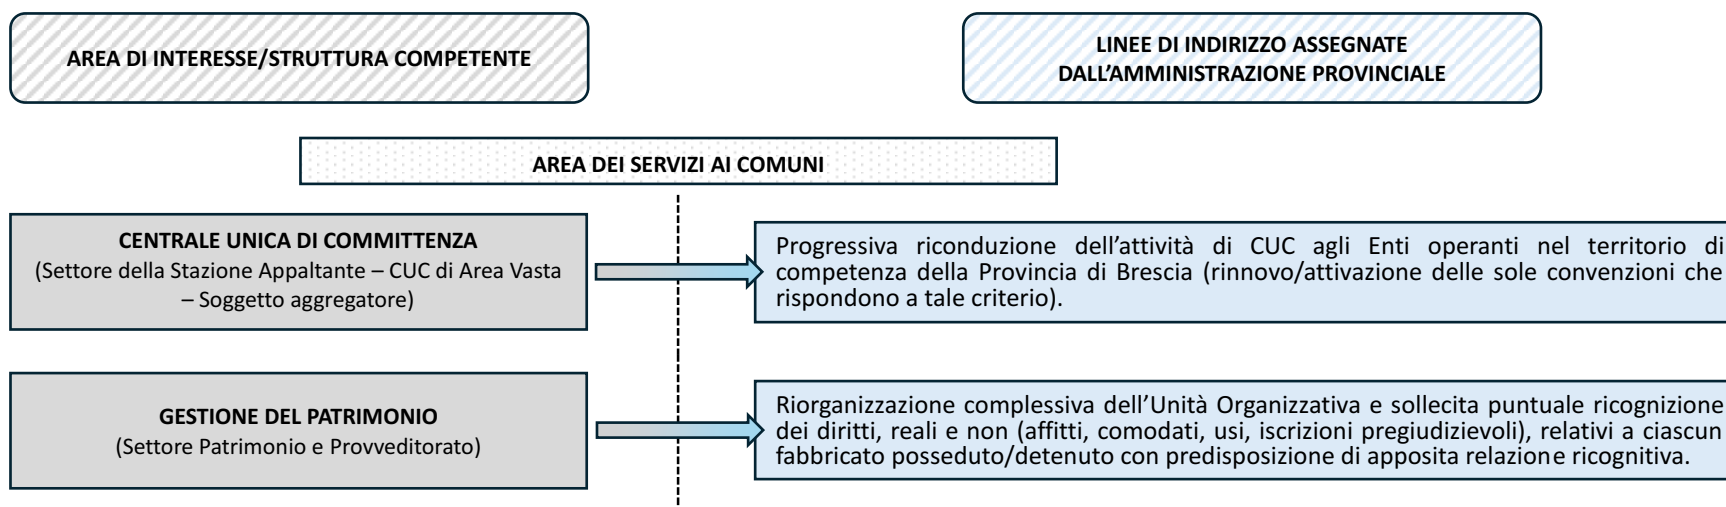 AREA DI INTERESSE/STRUTTURA COMPETENTE
LINEE DI INDIRIZZO ASSEGNATE
DALL’AMMINISTRAZIONE PROVINCIALE
AREA DEI SERVIZI AI COMUNI
CENTRALE UNICA DI COMMITTENZA
(Settore della Stazione Appaltante – CUC di Area Vasta
– Soggetto aggregatore)
Progressiva riconduzione dell’attività di CUC agli Enti operanti nel territorio di
competenza della Provincia di Brescia (rinnovo/attivazione delle sole convenzioni che
rispondono a tale criterio).
GESTIONE DEL PATRIMONIO
(Settore Patrimonio e Provveditorato)
Riorganizzazione complessiva dell’Unità Organizzativa e sollecita puntuale ricognizione
dei diritti, reali e non (affitti, comodati, usi, iscrizioni pregiudizievoli), relativi a ciascun
fabbricato posseduto/detenuto con predisposizione di apposita relazione ricognitiva.